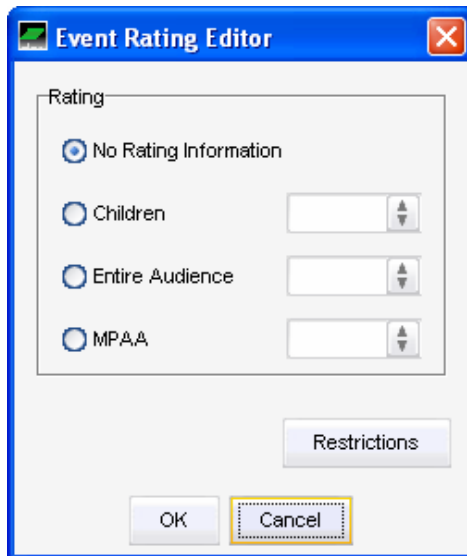 Event Rating Editor
Rating
No Rating Information
Children
Entire Audience
MPAA
Restrictions
OK
Cancel